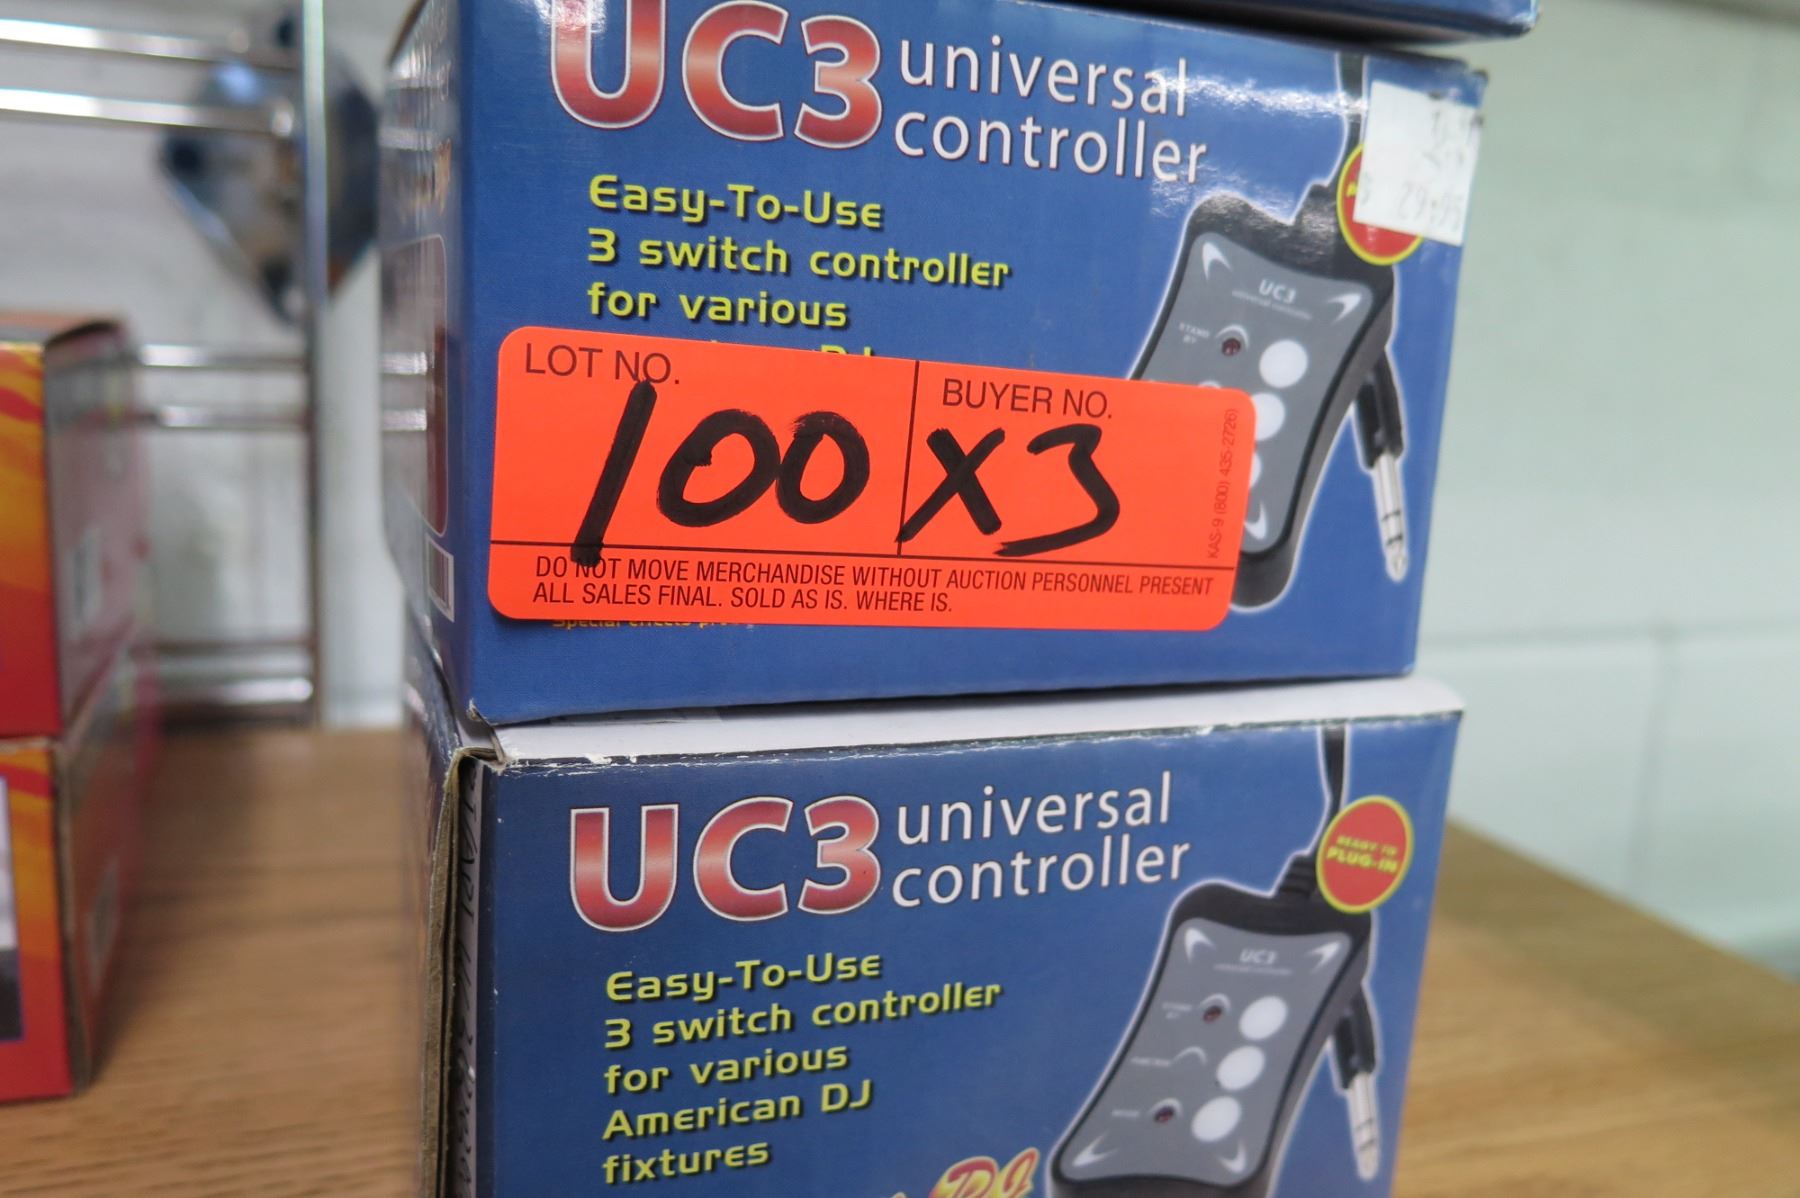 UC3 universal
controller
Easy-To-Use
3 switch controller
for various
LOT NO.
BUYER NO.
100 X3
KAS-9 (800) 435-2726)
DO NOT MOVE MERCHANDISE WITHOUT AUCTION PERSONNEL PRESENT
ALL SALES FINAL. SOLD AS IS. WHERE IS.
UC3
UC3 universal
controller
READY TO
PLUG-IN
Easy-To-Use
3 switch controller
for various
American DJ
fixtures
UC3